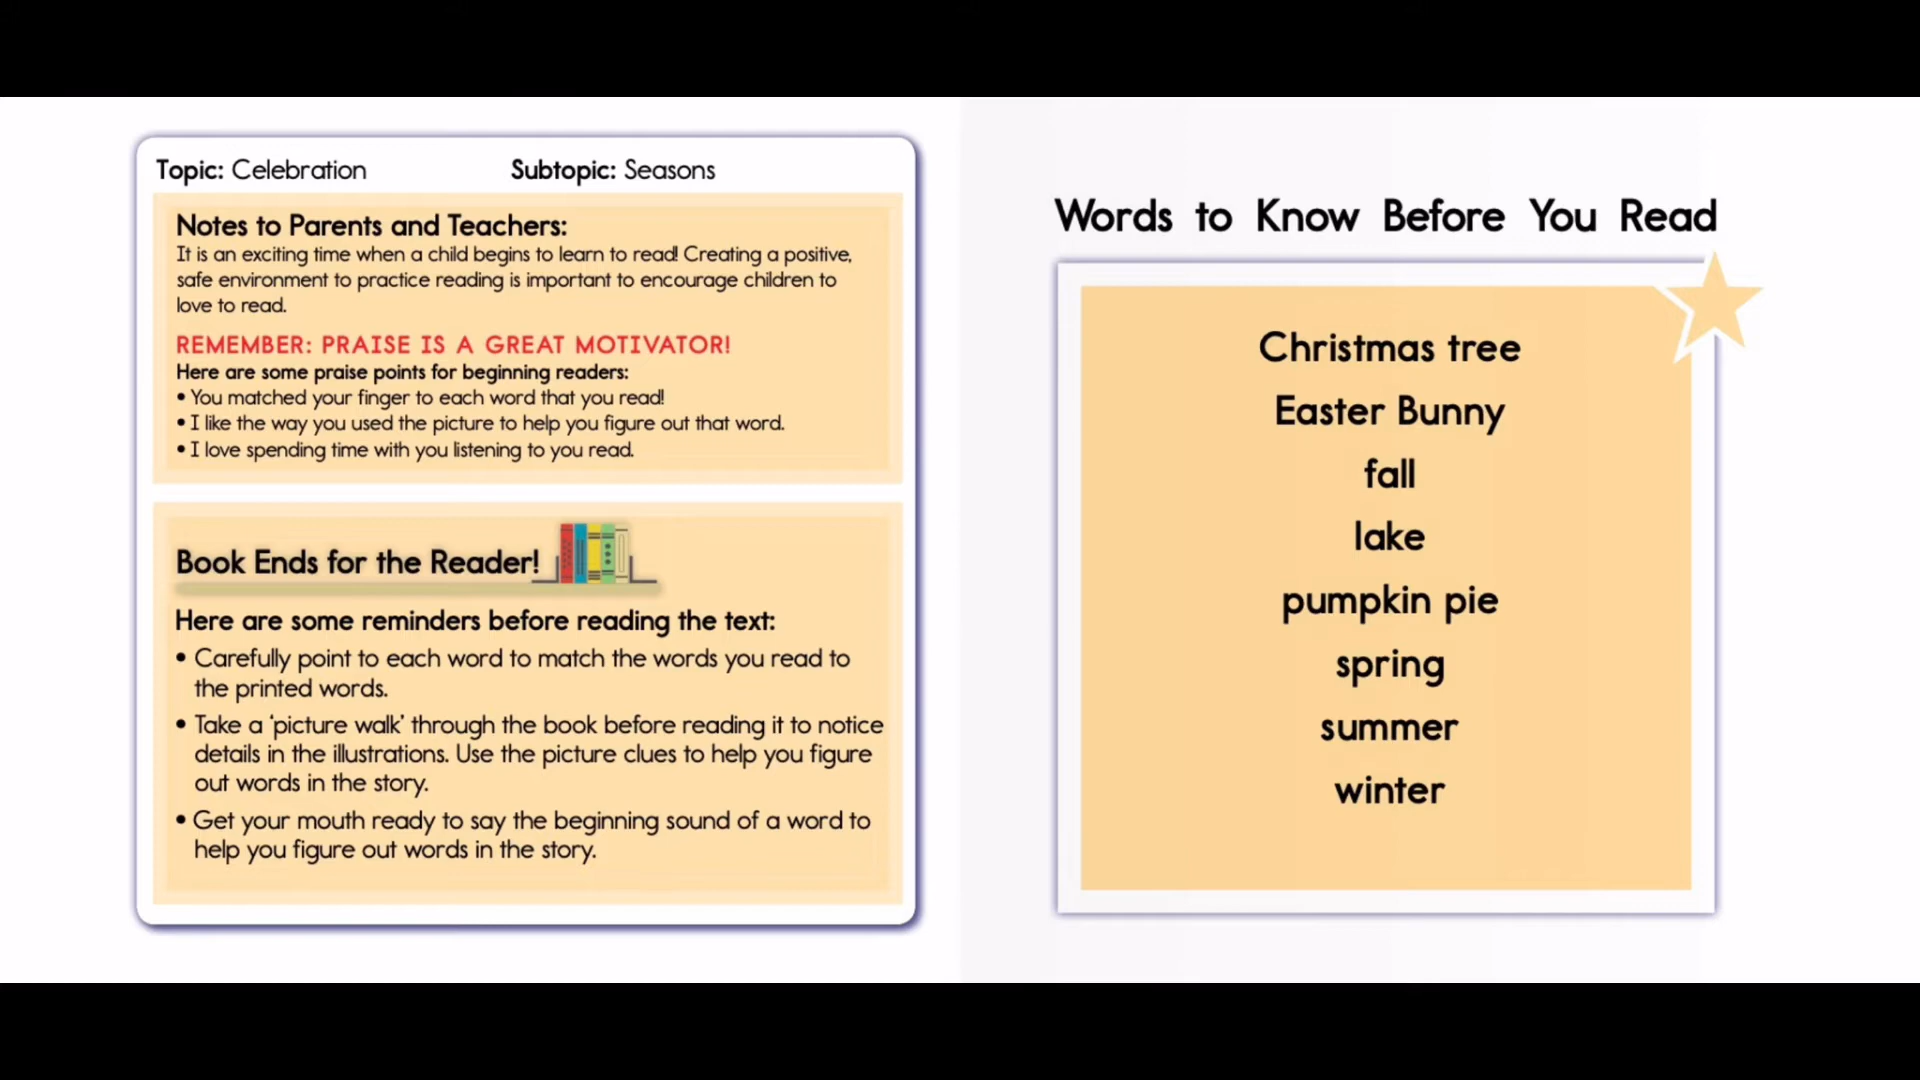 Topic: Celebration Subtopic: Seasons
Notes to Parents and Teachers:
It is an exciting time when a child begins to learn to read! Creating a positive,
safe environment to practice reading is important to encourage children to
love to read.
REMEMBER: PRAISE IS A GREAT MOTIVATOR!
Here are some praise points for beginning readers:
• You matched your finger to each word that you read!
• I like the way you used the picture to help you figure out that word.
• I love spending time with you listening to you read.
Book Ends for the Reader!
Here are some reminders before reading the text:
• Carefully point to each word to match the words you read to
the printed words.
• Take a ‘picture walk’ through the book before reading it to notice
details in the illustrations. Use the picture clues to help you figure
out words in the story.
• Get your mouth ready to say the beginning sound of a word to
help you figure out words in the story.
Words to Know Before You Read
Christmas tree
Easter Bunny
fall
lake
pumpkin pie
spring
summer
winter